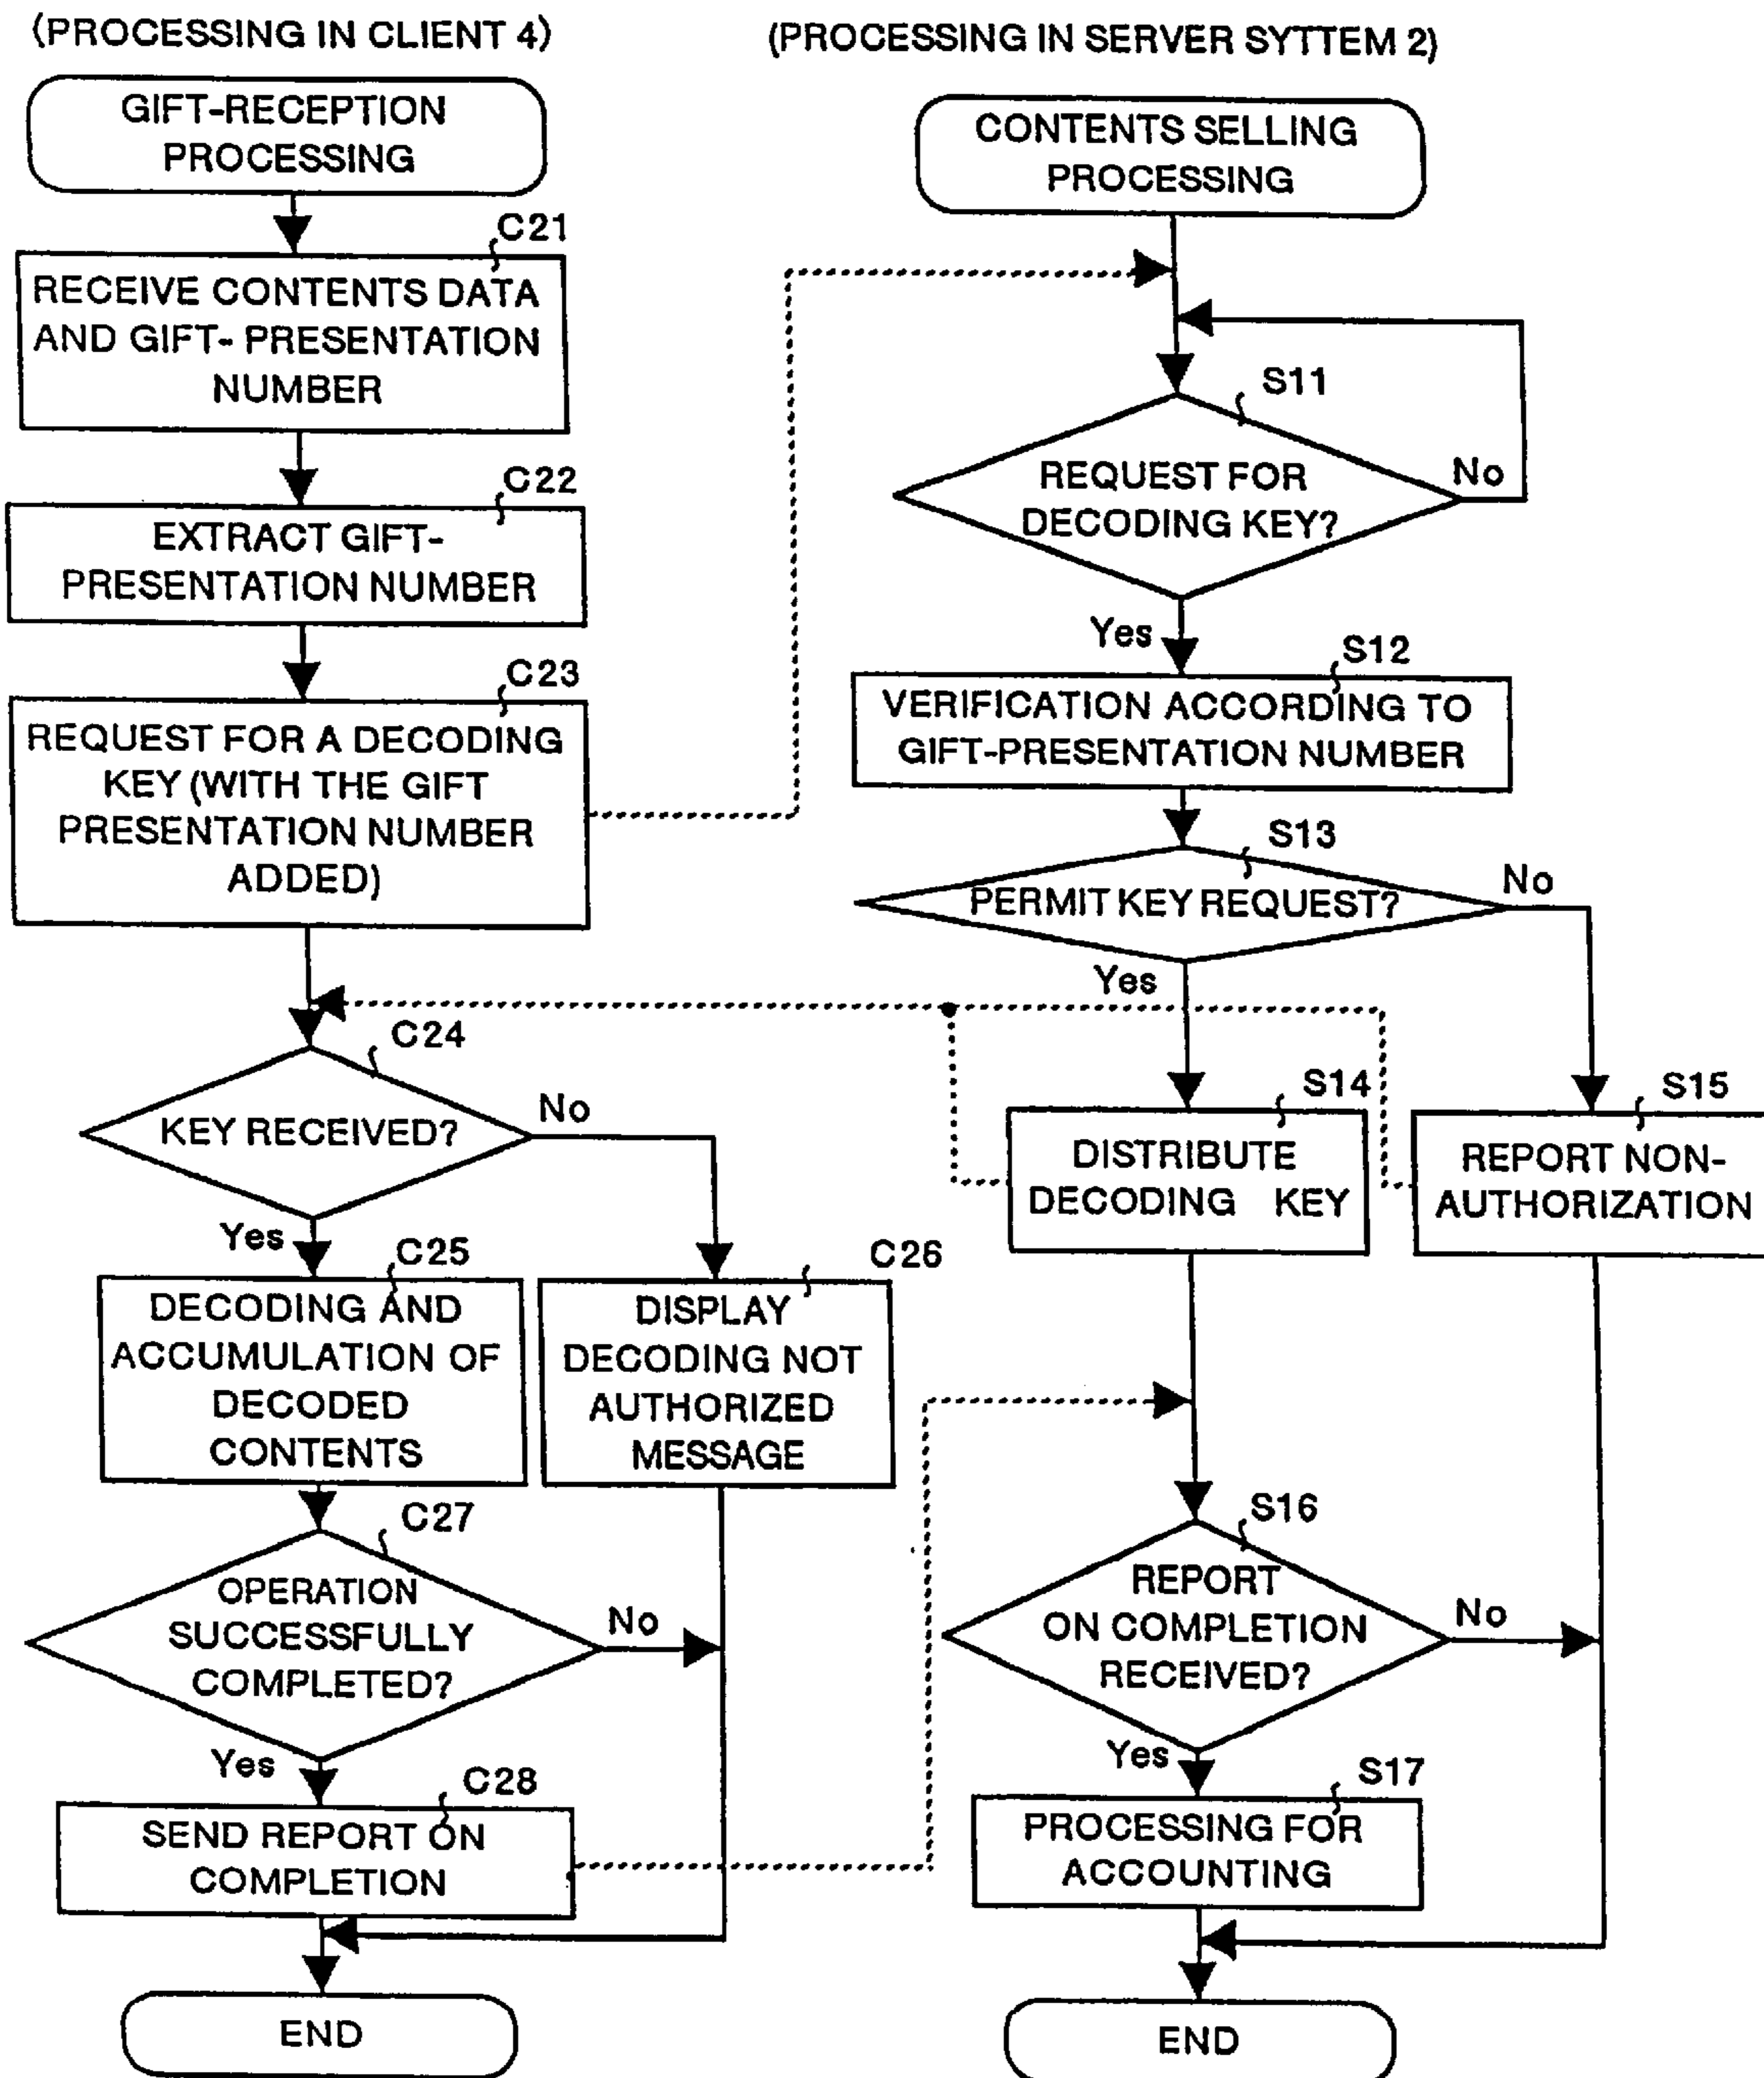 (PROCESSING IN CLIENT 4)
GIFT-RECEPTION
PROCESSING
C21
RECEIVE CONTENTS DATA
AND GIFT- PRESENTATION
NUMBER
C22
EXTRACT GIFT-
PRESENTATION NUMBER
C23
REQUEST FOR A DECODING
KEY (WITH THE GIFT
PRESENTATION NUMBER
ADDED)
C24
KEY RECEIVED?
No
Yes
C25
DECODING AND
ACCUMULATION OF
DECODED
CONTENTS
C26
DISPLAY
DECODING NOT
AUTHORIZED
MESSAGE
C27
OPERATION
SUCCESSFULLY
COMPLETED?
No
Yes
C28
SEND REPORT ON
COMPLETION
END
(PROCESSING IN SERVER SYTTEM 2)
CONTENTS SELLING
PROCESSING
S11
REQUEST FOR
DECODING KEY?
No
Yes
S12
VERIFICATION ACCORDING TO
GIFT-PRESENTATION NUMBER
S13
PERMIT KEY REQUEST?
No
Yes
S14
DISTRIBUTE
DECODING KEY
S15
REPORT NON-
AUTHORIZATION
S16
REPORT
ON COMPLETION
RECEIVED?
No
Yes
S17
PROCESSING FOR
ACCOUNTING
END